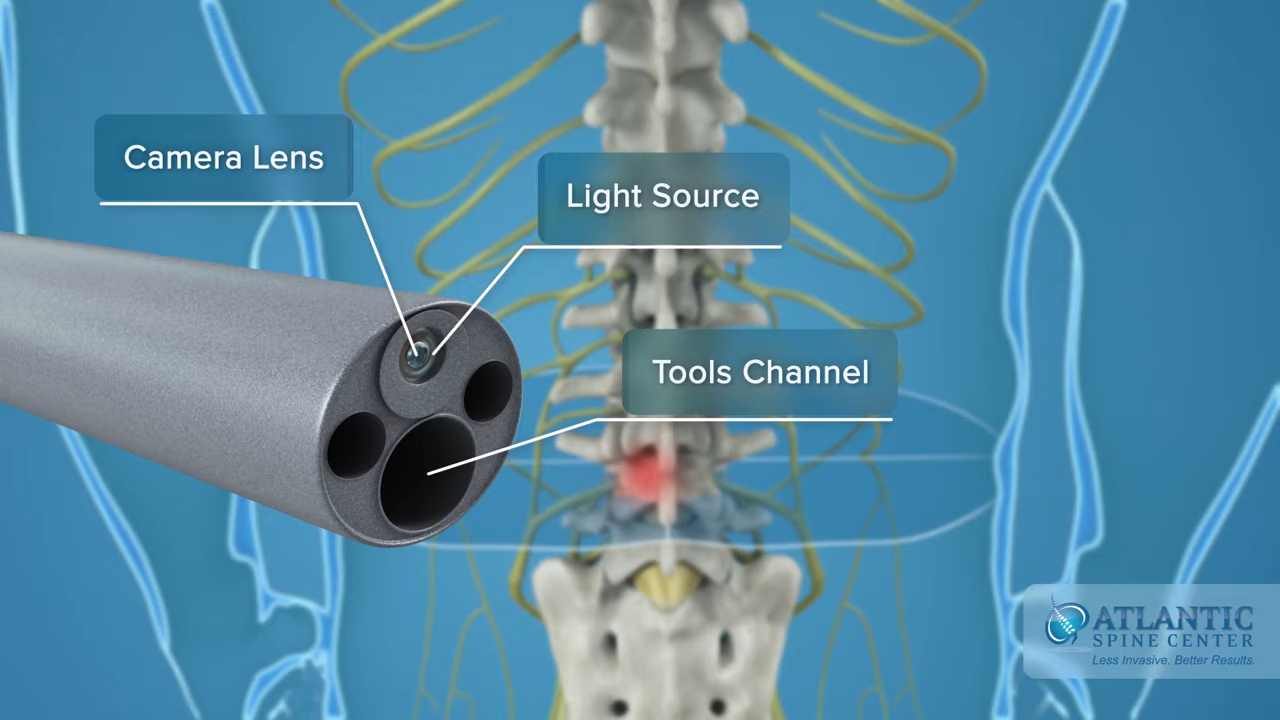 Camera Lens
Light Source
Tools Channel
ATLANTIC
SPINE CENTER
Less Invasive. Better Results.